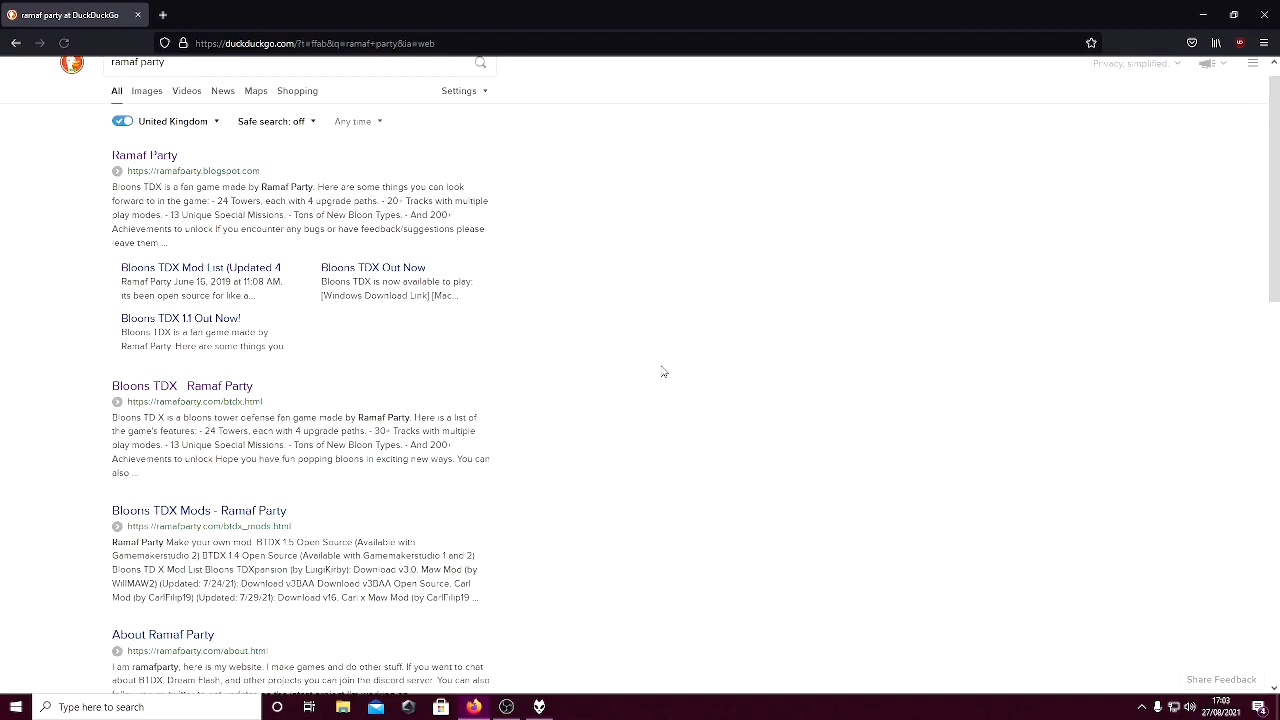 ramaf party at DuckDuckGo
https://duckduckgo.com/?t=ffab&q=ramaf+party&ia=web
ramaf party
Privacy, simplified.
All Images Videos News Maps Shopping Settings
United Kingdom Safe search: off Any time
Ramaf Party
https://ramafparty.blogspot.com
Bloons TDX is a fan game made by Ramaf Party. Here are some things you can look
forward to in the game: - 24 Towers, each with 4 upgrade paths. - 20+ Tracks with multiple
play modes. - 13 Unique Special Missions. - Tons of New Bloon Types. - And 200+
Achievements to unlock If you encounter any bugs or have feedback/suggestions please
leave them ...
Bloons TDX Mod List (Updated 4
Ramaf Party June 16, 2019 at 11:08 AM.
its been open source for like a...
Bloons TDX Out Now
Bloons TDX is now available to play:
[Windows Download Link] [Mac...
Bloons TDX 1.1 Out Now!
Bloons TDX is a fan game made by
Ramaf Party. Here are some things you
Bloons TDX - Ramaf Party
https://ramafparty.com/btdx.html
Bloons TD X is a bloons tower defense fan game made by Ramaf Party. Here is a list of
the game's features: - 24 Towers, each with 4 upgrade paths. - 30+ Tracks with multiple
play modes. - 13 Unique Special Missions. - Tons of New Bloon Types. - And 200+
Achievements to unlock Hope you have fun popping bloons in exciting new ways. You can
also ...
Bloons TDX Mods - Ramaf Party
https://ramafparty.com/btdx_mods.html
Ramaf Party Make your own mod. BTDX 1.5 Open Source (Available with
Gamemakerstudio 2) BTDX 1.4 Open Source (Available with Gamemakerstudio 1 and 2)
Bloons TD X Mod List Bloons TDXpansion (by LuigiKirby): Download v3.0. Maw Mod (by
WillMAW2) (Updated: 7/24/21): Download v3BAA Download v3BAA Open Source. Carl
Mod (by CarlFilip19) (Updated: 7/29/21): Download v16. Carl x Maw Mod (by CarlFilip19 ...
About Ramaf Party
https://ramafparty.com/about.html
I am ramafparty, here is my website. I make games and do other stuff. If you want to chat
about BTDX, Dream Flash, and other projects you can join the discord server. You can also
Share Feedback
Type here to search
17:03
27/08/2021